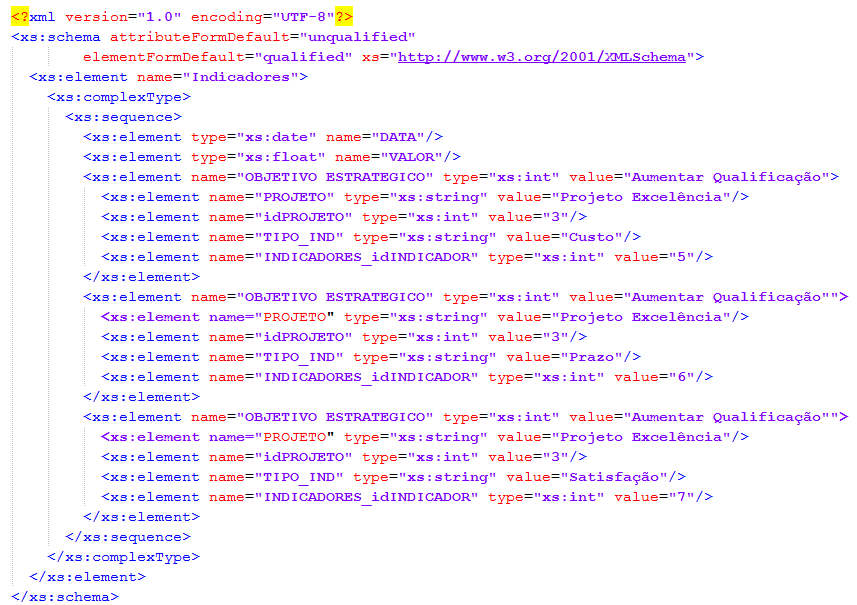 <?xml version="1.0" encoding="UTF-8"?>
<xs:schema attributeFormDefault="unqualified"
elementFormDefault="qualified" xs="http://www.w3.org/2001/XMLSchema">
<xs:element name="Indicadores">
<xs:complexType>
<xs:sequence>
<xs:element type="xs:date" name="DATA"/>
<xs:element type="xs:float" name="VALOR"/>
<xs:element name="OBJETIVO ESTRATEGICO" type="xs:int" value="Aumentar Qualificação">
<xs:element name="PROJETO" type="xs:string" value="Projeto Excelência"/>
<xs:element name="idPROJETO" type="xs:int" value="3"/>
<xs:element name="TIPO_IND" type="xs:string" value="Custo"/>
<xs:element name="INDICADORES_idINDICADOR" type="xs:int" value="5"/>
</xs:element>
<xs:element name="OBJETIVO ESTRATEGICO" type="xs:int" value="Aumentar Qualificação"">
<xs:element name="PROJETO" type="xs:string" value="Projeto Excelência"/>
<xs:element name="idPROJETO" type="xs:int" value="3"/>
<xs:element name="TIPO_IND" type="xs:string" value="Prazo"/>
<xs:element name="INDICADORES_idINDICADOR" type="xs:int" value="6"/>
</xs:element>
<xs:element name="OBJETIVO ESTRATEGICO" type="xs:int" value="Aumentar Qualificação"">
<xs:element name="PROJETO" type="xs:string" value="Projeto Excelência"/>
<xs:element name="idPROJETO" type="xs:int" value="3"/>
<xs:element name="TIPO_IND" type="xs:string" value="Satisfação"/>
<xs:element name="INDICADORES_idINDICADOR" type="xs:int" value="7"/>
</xs:element>
</xs:sequence>
</xs:complexType>
</xs:element>
</xs:schema>